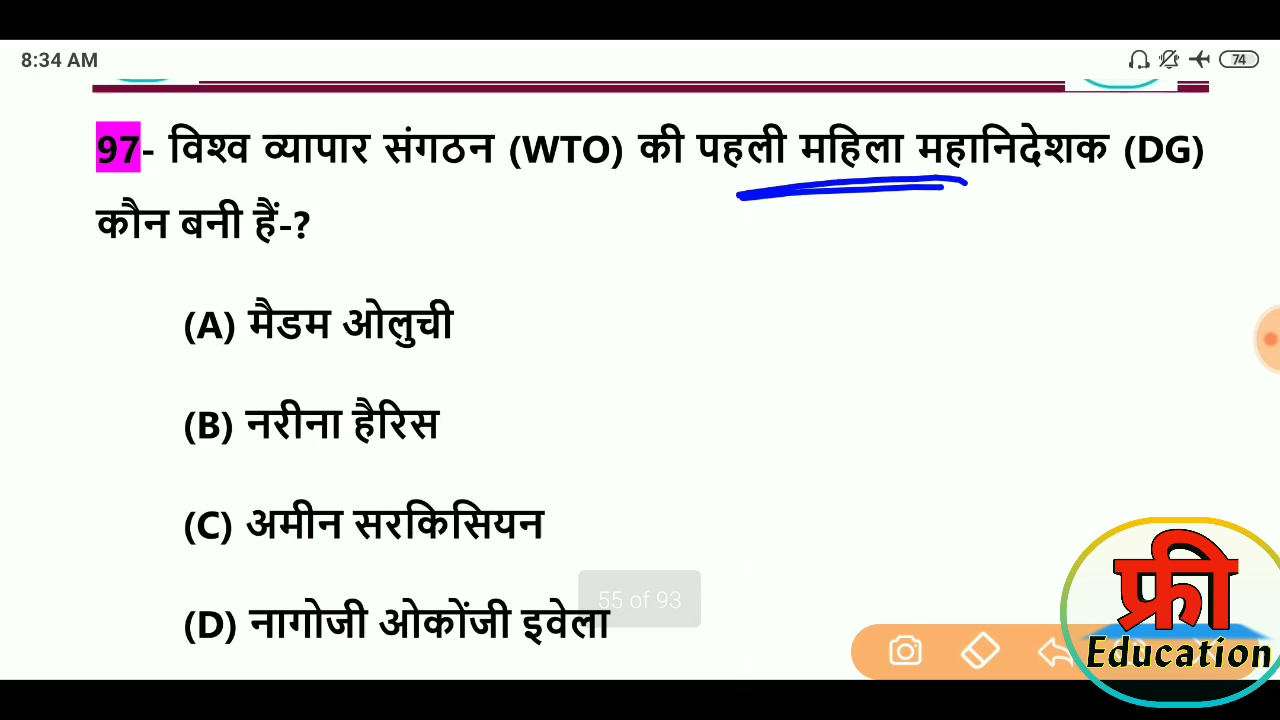 8:34 AM
74
97- विश्व व्यापार संगठन (WTO) की पहली महिला महानिदेशक (DG)
कौन बनी हैं-?
(A) मैडम ओलुची
(B) नरीना हैरिस
(C) अमीन सरकिसियन
55 of 93
(D) नागोजी ओकोंजी इवेला
फ्री
Education